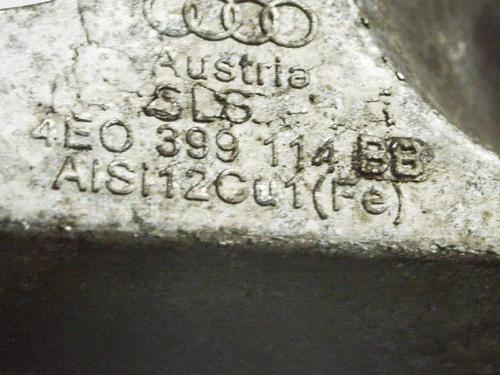 Austria
SLS
4E0 399 114 BB
AlSi12Cu1(Fe)